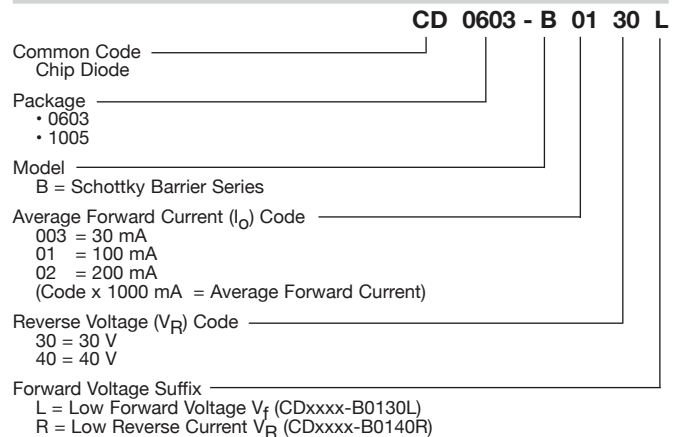 CD 0603 - B 01 30 L
Common Code
Chip Diode
Package
• 0603
• 1005
Model
B = Schottky Barrier Series
Average Forward Current (IO) Code
003 = 30 mA
01 = 100 mA
02 = 200 mA
(Code x 1000 mA = Average Forward Current)
Reverse Voltage (VR) Code
30 = 30 V
40 = 40 V
Forward Voltage Suffix
L = Low Forward Voltage Vf (CDxxxx-B0130L)
R = Low Reverse Current VR (CDxxxx-B0140R)